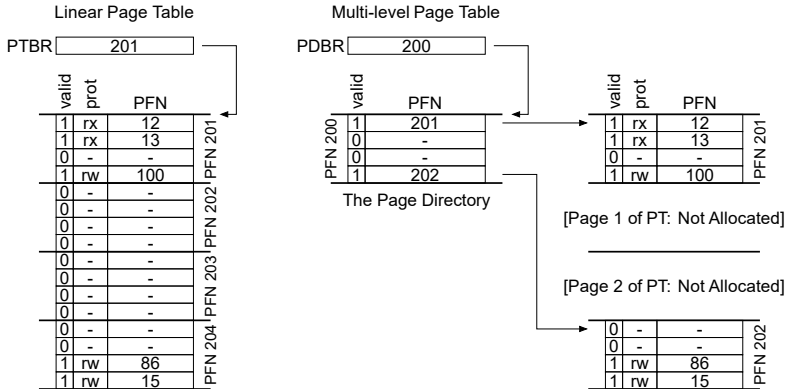 Linear Page Table
PTBR 201
valid prot PFN
1 rx 12
1 rx 13
0 - -
1 rw 100
PFN 201
0 - -
0 - -
0 - -
0 - -
PFN 202
0 - -
0 - -
0 - -
0 - -
PFN 203
0 - -
0 - -
1 rw 86
1 rw 15
PFN 204
Multi-level Page Table
PDBR 200
valid PFN
PFN 200
1 201
0 -
0 -
1 202
The Page Directory
valid prot PFN
1 rx 12
1 rx 13
0 - -
1 rw 100
PFN 201
[Page 1 of PT: Not Allocated]
[Page 2 of PT: Not Allocated]
0 - -
0 - -
1 rw 86
1 rw 15
PFN 202